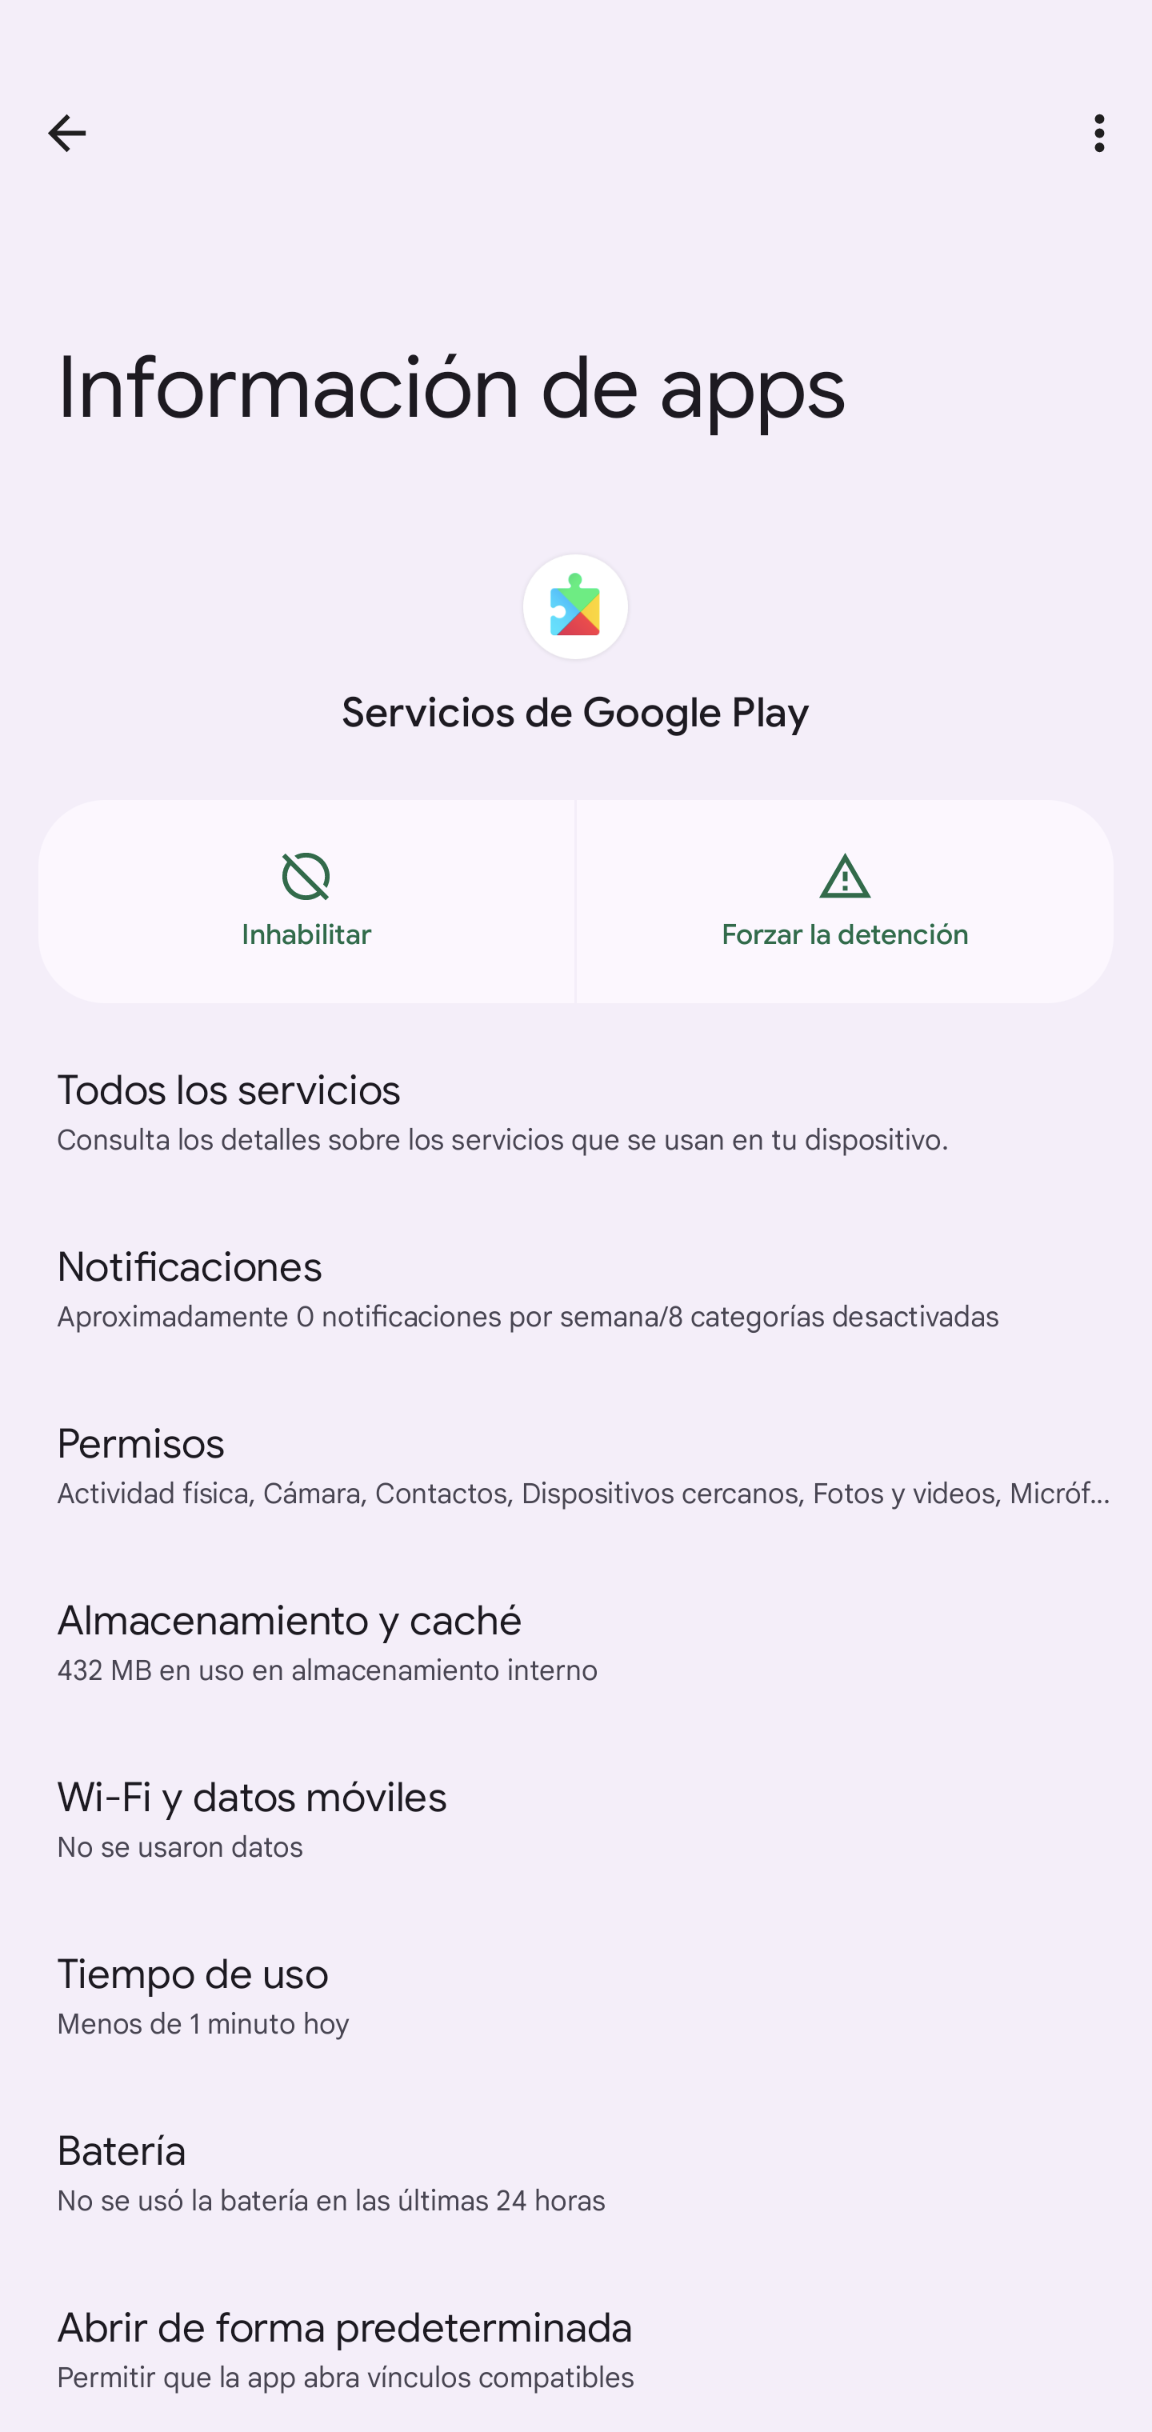 Información de apps
Servicios de Google Play
Inhabilitar
Forzar la detención
Todos los servicios
Consulta los detalles sobre los servicios que se usan en tu dispositivo.
Notificaciones
Aproximadamente 0 notificaciones por semana/8 categorías desactivadas
Permisos
Actividad física, Cámara, Contactos, Dispositivos cercanos, Fotos y videos, Micróf...
Almacenamiento y caché
432 MB en uso en almacenamiento interno
Wi-Fi y datos móviles
No se usaron datos
Tiempo de uso
Menos de 1 minuto hoy
Batería
No se usó la batería en las últimas 24 horas
Abrir de forma predeterminada
Permitir que la app abra vínculos compatibles